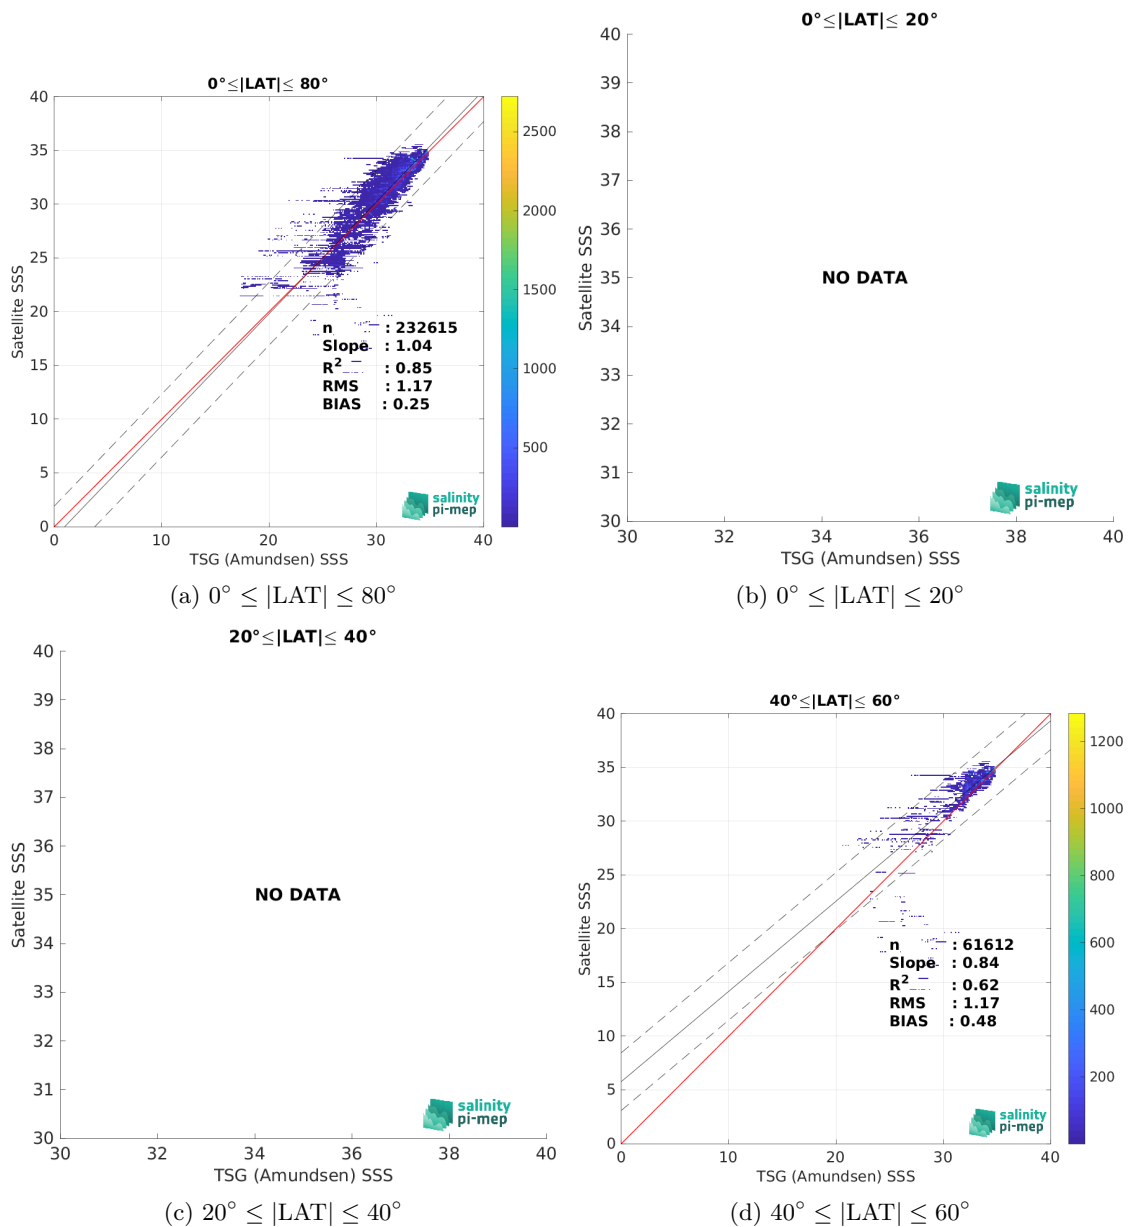 0°≤|LAT|≤ 80°
40
35
30
25
20
15
10
5
0
0 10 20 30 40
Satellite SSS
TSG (Amundsen) SSS
2500
2000
1500
1000
500
n : 232615
Slope : 1.04
R² : 0.85
RMS : 1.17
BIAS : 0.25
salinity
pi-mep
(a) 0° ≤ |LAT| ≤ 80°
0°≤|LAT|≤ 20°
40
39
38
37
36
35
34
33
32
31
30
30 32 34 36 38 40
Satellite SSS
NO DATA
TSG (Amundsen) SSS
salinity
pi-mep
(b) 0° ≤ |LAT| ≤ 20°
20°≤|LAT|≤ 40°
40
39
38
37
36
35
34
33
32
31
30
30 32 34 36 38 40
Satellite SSS
NO DATA
TSG (Amundsen) SSS
salinity
pi-mep
(c) 20° ≤ |LAT| ≤ 40°
40°≤|LAT|≤ 60°
40
35
30
25
20
15
10
5
0
0 10 20 30 40
Satellite SSS
TSG (Amundsen) SSS
1200
1000
800
600
400
200
n : 61612
Slope : 0.84
R² : 0.62
RMS : 1.17
BIAS : 0.48
salinity
pi-mep
(d) 40° ≤ |LAT| ≤ 60°